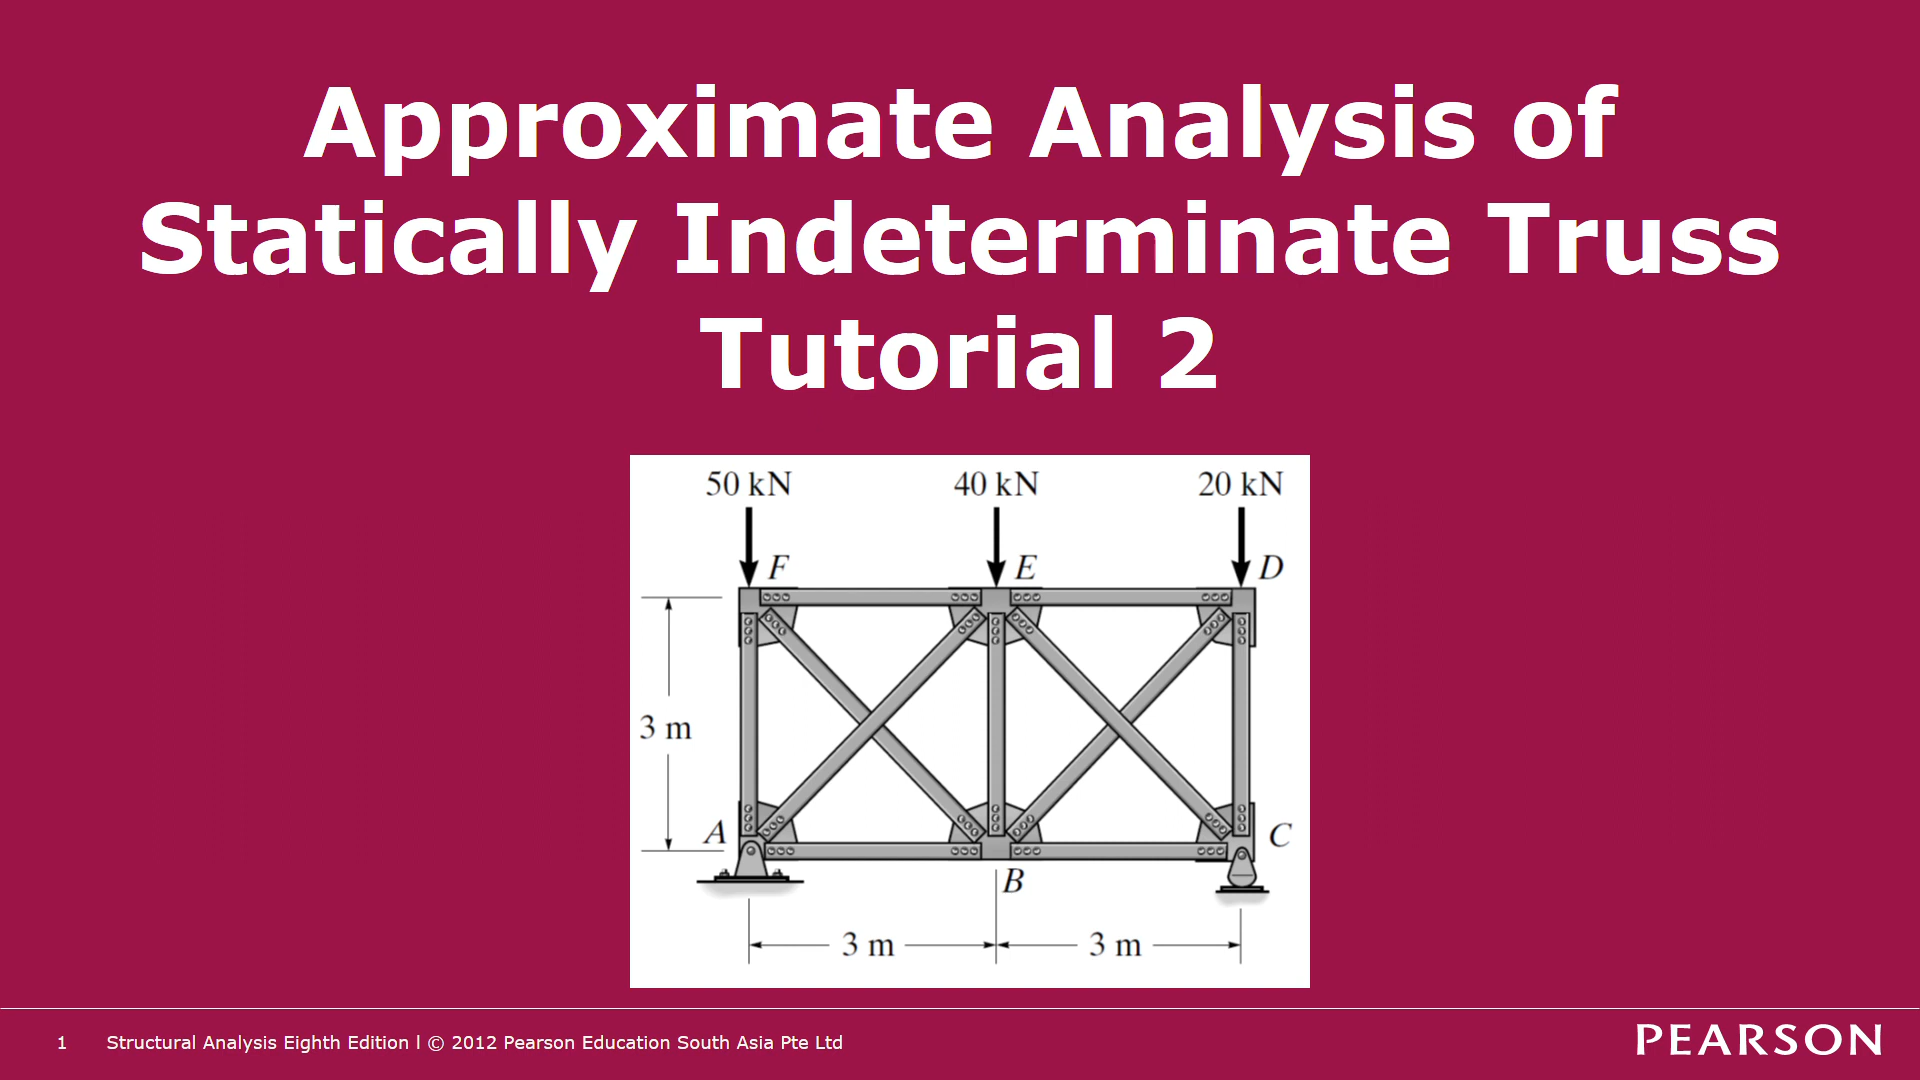 Approximate Analysis of
Statically Indeterminate Truss
Tutorial 2
50 kN
40 kN
20 kN
F
E
D
3 m
A
C
B
3 m
3 m
1 Structural Analysis Eighth Edition l © 2012 Pearson Education South Asia Pte Ltd
PEARSON